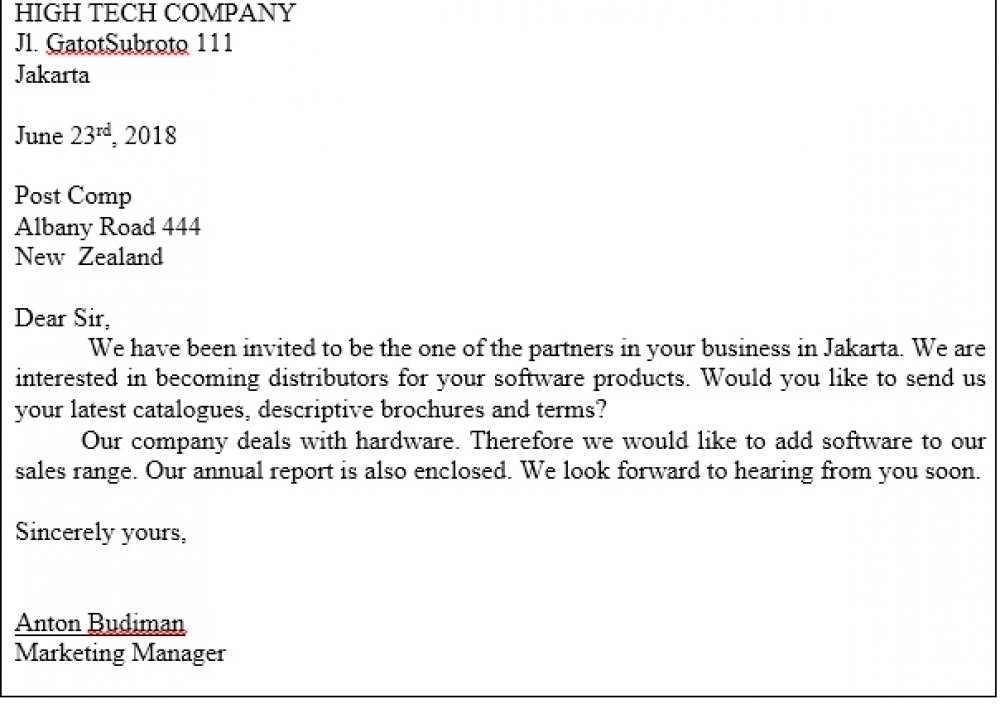 HIGH TECH COMPANY
Jl. GatotSubroto 111
Jakarta
June 23rd, 2018
Post Comp
Albany Road 444
New Zealand
Dear Sir,
We have been invited to be the one of the partners in your business in Jakarta. We are
interested in becoming distributors for your software products. Would you like to send us
your latest catalogues, descriptive brochures and terms?
Our company deals with hardware. Therefore we would like to add software to our
sales range. Our annual report is also enclosed. We look forward to hearing from you soon.
Sincerely yours,
Anton Budiman
Marketing Manager